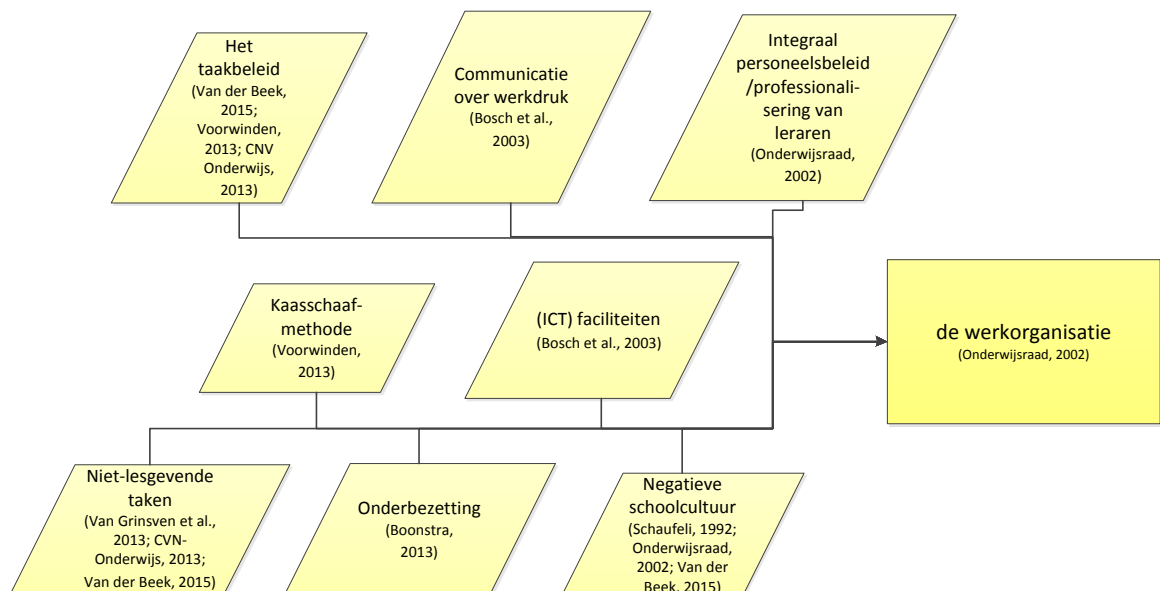 Het
taakbeleid
(Van der Beek,
2015;
Voorwinden,
2013; CNV
Onderwijs,
2013)
Communicatie
over werkdruk
(Bosch et al.,
2003)
Integraal
personeelsbeleid
/professionali-
sering van
leraren
(Onderwijsraad,
2002)
Kaasschaaf-
methode
(Voorwinden,
2013)
(ICT) faciliteiten
(Bosch et al., 2003)
de werkorganisatie
(Onderwijsraad, 2002)
Niet-lesgevende
taken
(Van Grinsven et al.,
2013; CVN-
Onderwijs, 2013;
Van der Beek, 2015)
Onderbezetting
(Boonstra,
2013)
Negatieve
schoolcultuur
(Schaufeli, 1992;
Onderwijsraad,
2002; Van der
Beek, 2015)